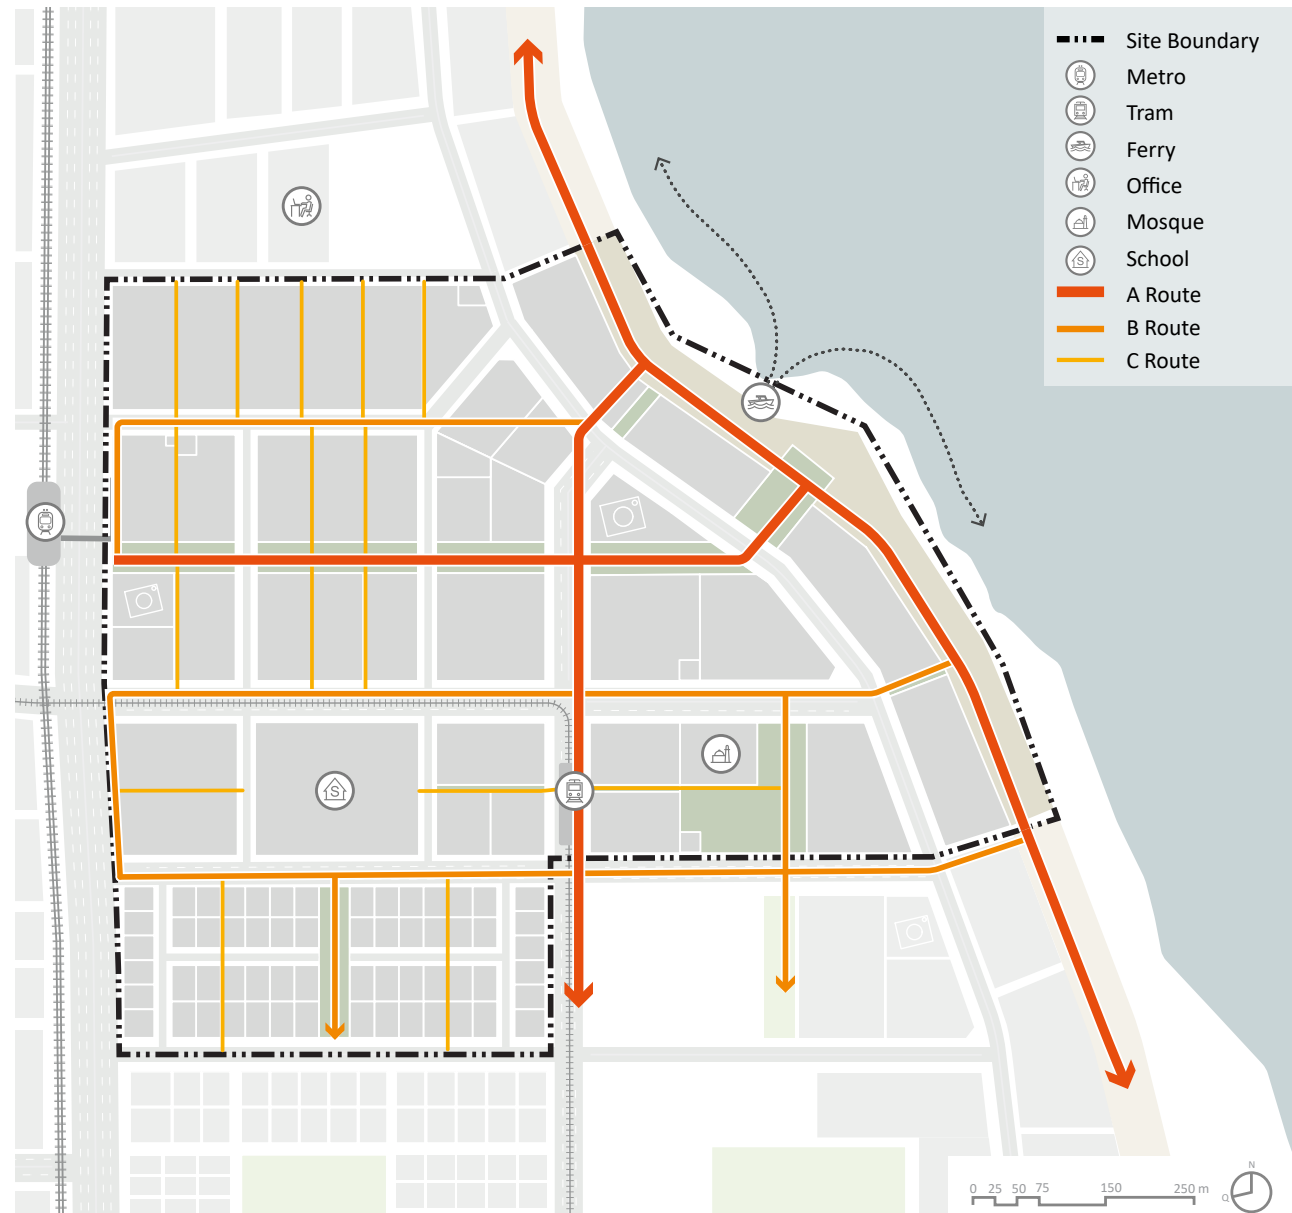 Site Boundary
Metro
Tram
Ferry
Office
Mosque
S School
A Route
B Route
C Route
S
0 25 50 75 150 250 m
N
Q